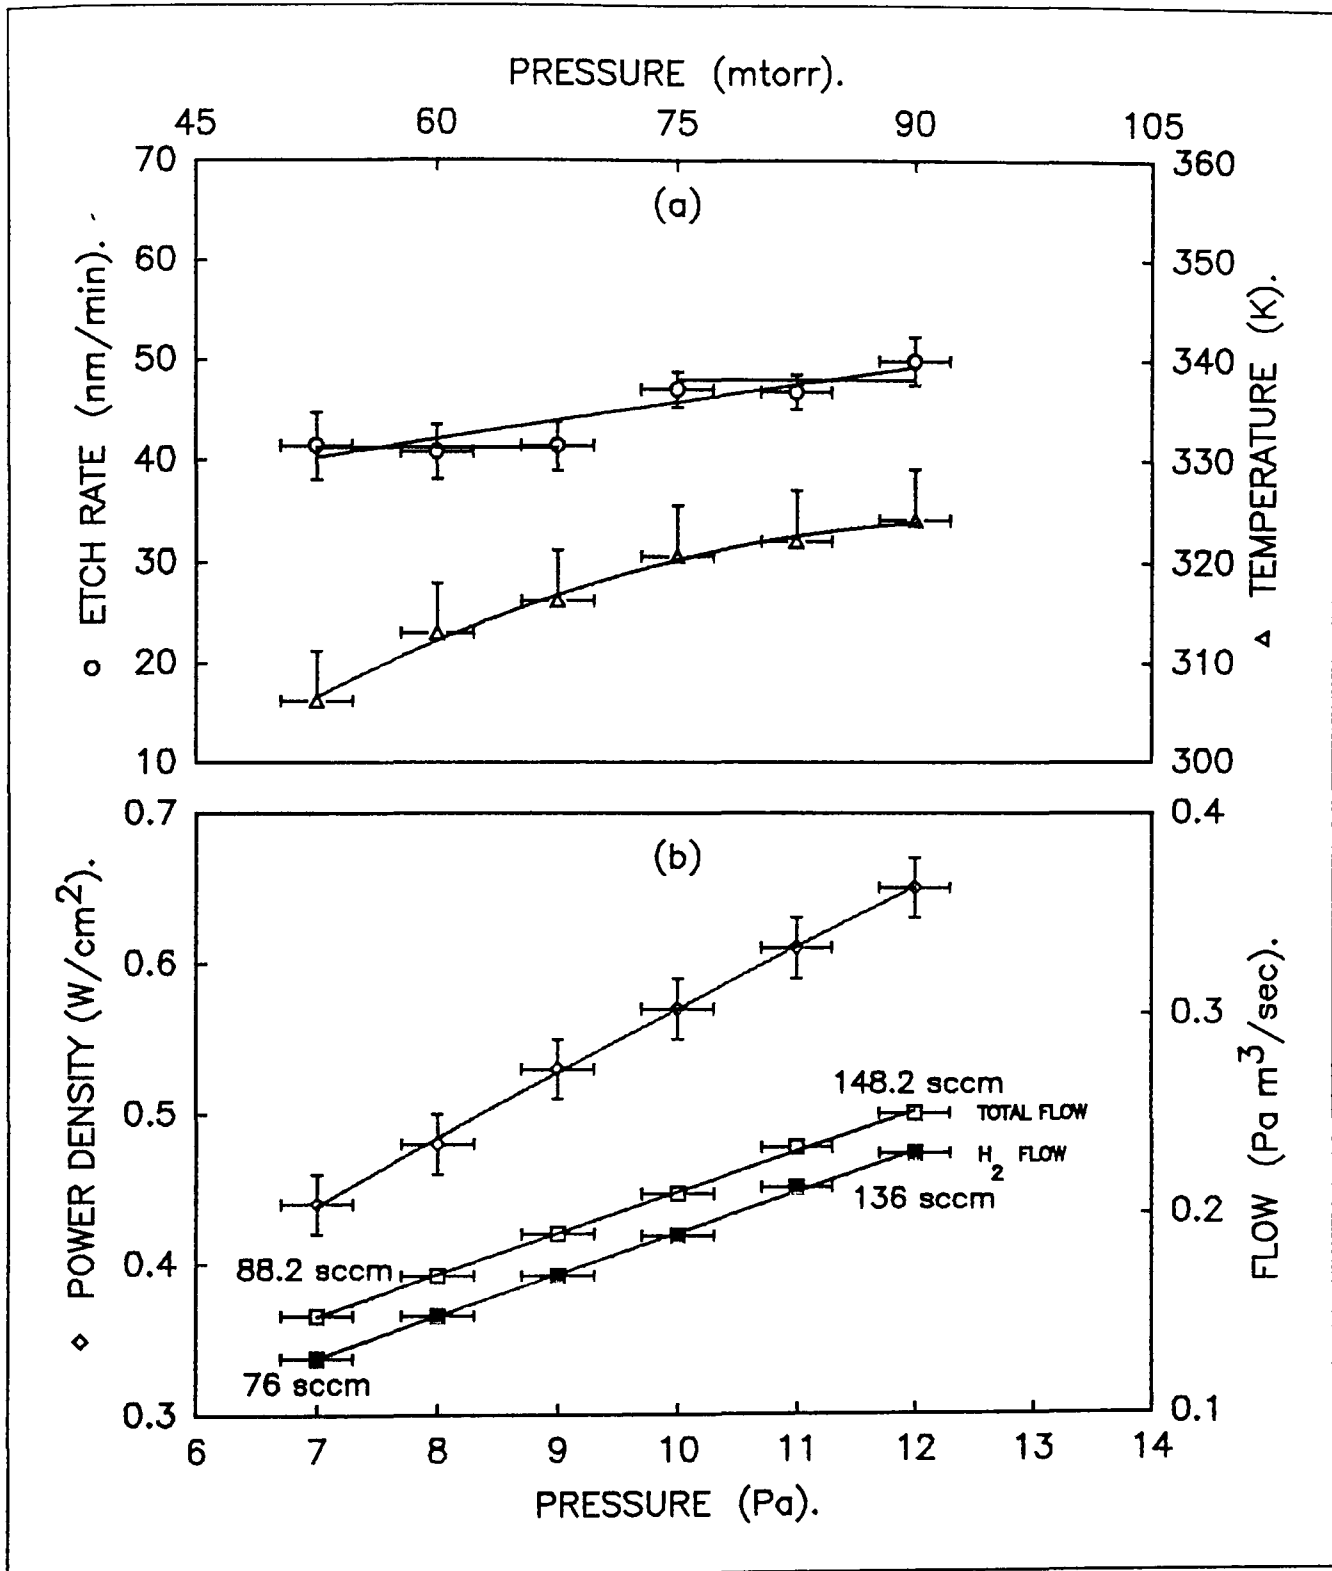 PRESSURE (mtorr).
45 60 75 90 105
70 60 50 40 30 20 10
(a)
360 350 340 330 320 310 300
o ETCH RATE (nm/min).
△ TEMPERATURE (K).
0.7 0.6 0.5 0.4 0.3
(b)
0.4 0.3 0.2 0.1
◇ POWER DENSITY (W/cm²).
FLOW (Pa m³/sec).
148.2 sccm
TOTAL FLOW
H₂ FLOW
136 sccm
88.2 sccm
76 sccm
6 7 8 9 10 11 12 13 14
PRESSURE (Pa).